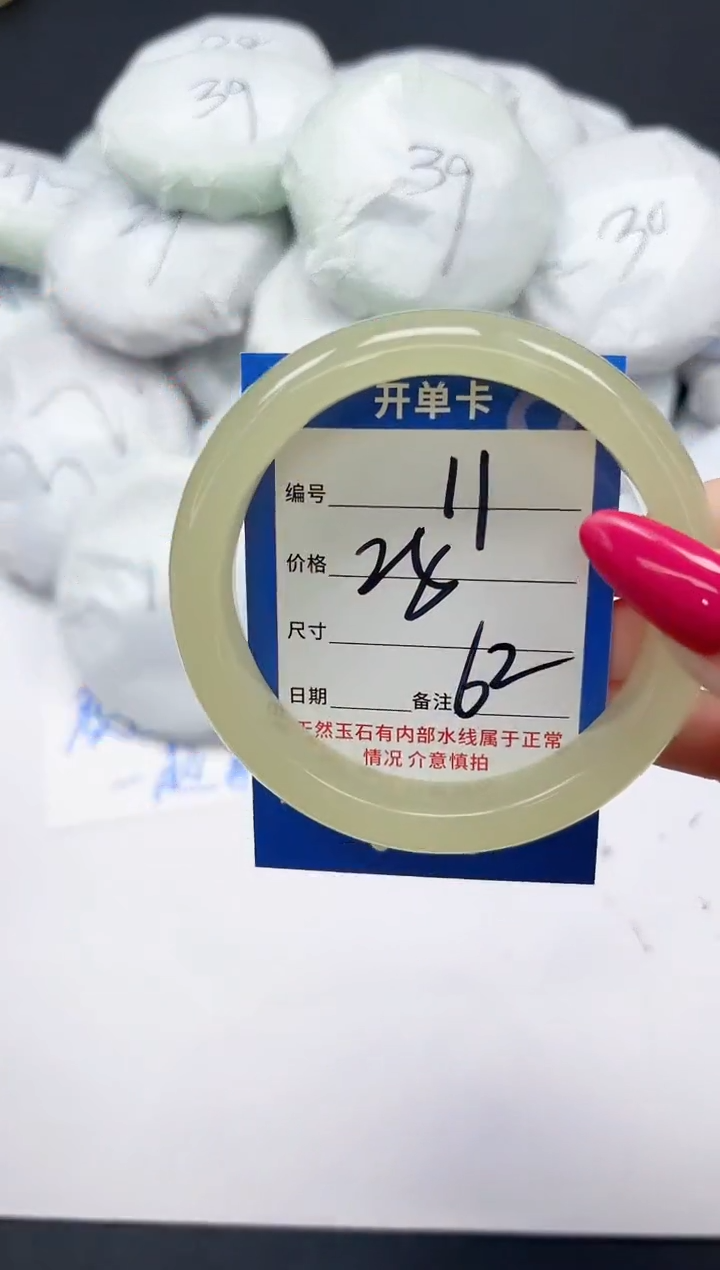 39
39
30
开单卡
编号 11
价格 28
尺寸
62
日期 备注
天然玉石有内部水线属于正常
情况 介意慎拍